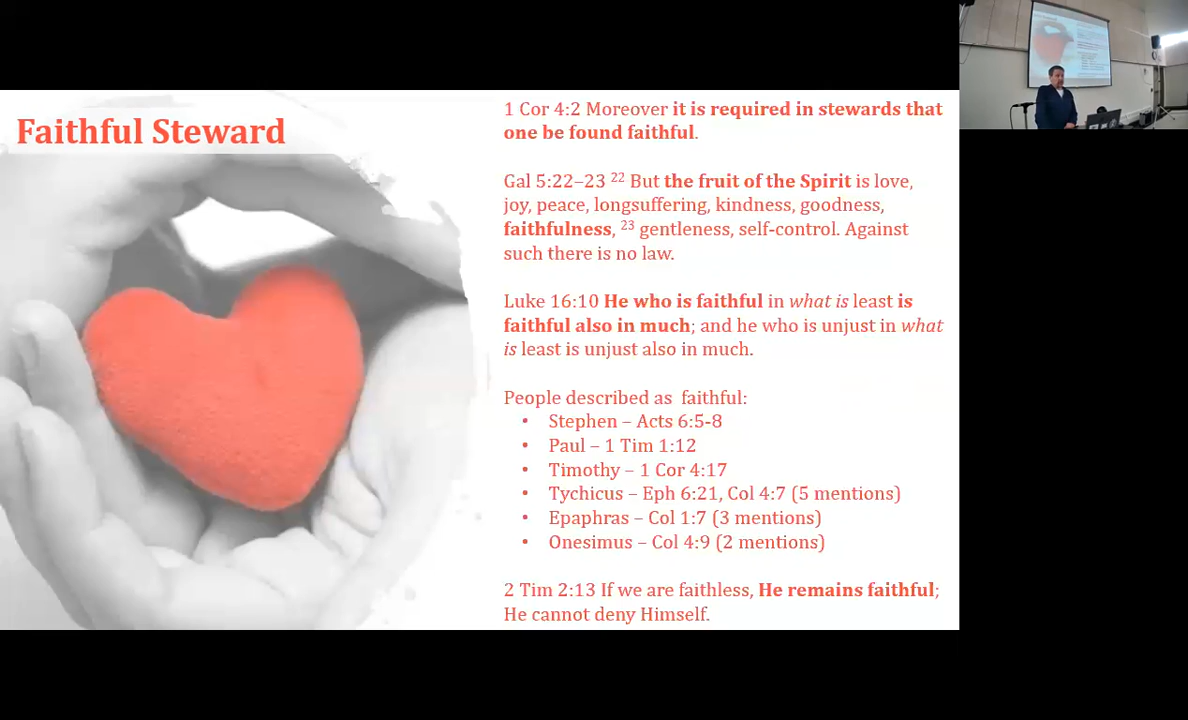 Faithful Steward
1 Cor 4:2 Moreover it is required in stewards that
one be found faithful.
Gal 5:22–23 22 But the fruit of the Spirit is love,
joy, peace, longsuffering, kindness, goodness,
faithfulness, 23 gentleness, self-control. Against
such there is no law.
Luke 16:10 He who is faithful in what is least is
faithful also in much; and he who is unjust in what
is least is unjust also in much.
People described as  faithful:
• Stephen – Acts 6:5-8
• Paul – 1 Tim 1:12
• Timothy – 1 Cor 4:17
• Tychicus – Eph 6:21, Col 4:7 (5 mentions)
• Epaphras – Col 1:7 (3 mentions)
• Onesimus – Col 4:9 (2 mentions)
2 Tim 2:13 If we are faithless, He remains faithful;
He cannot deny Himself.